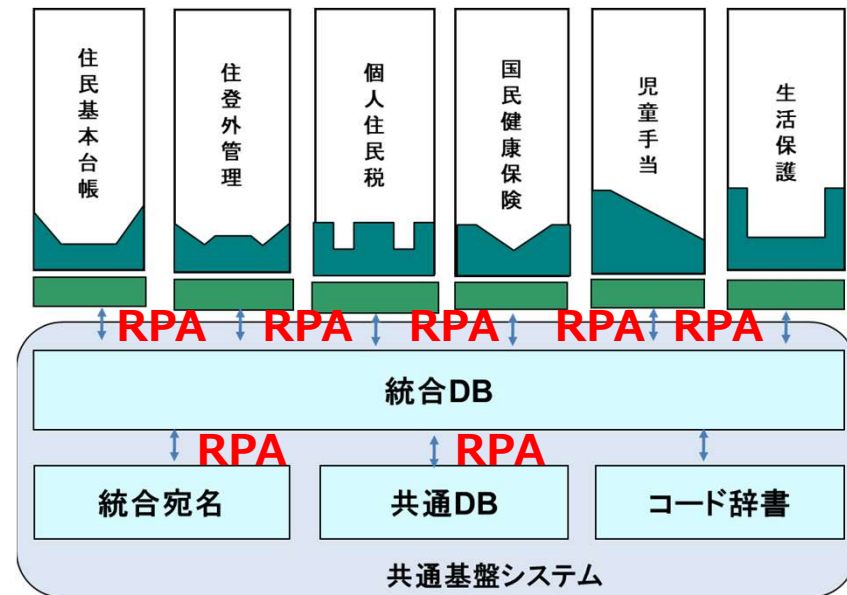 住民基本台帳
住登外管理
個人住民税
国民健康保険
児童手当
生活保護
RPA RPA RPA RPA RPA
統合DB
RPA RPA
統合宛名
共通DB
コード辞書
共通基盤システム